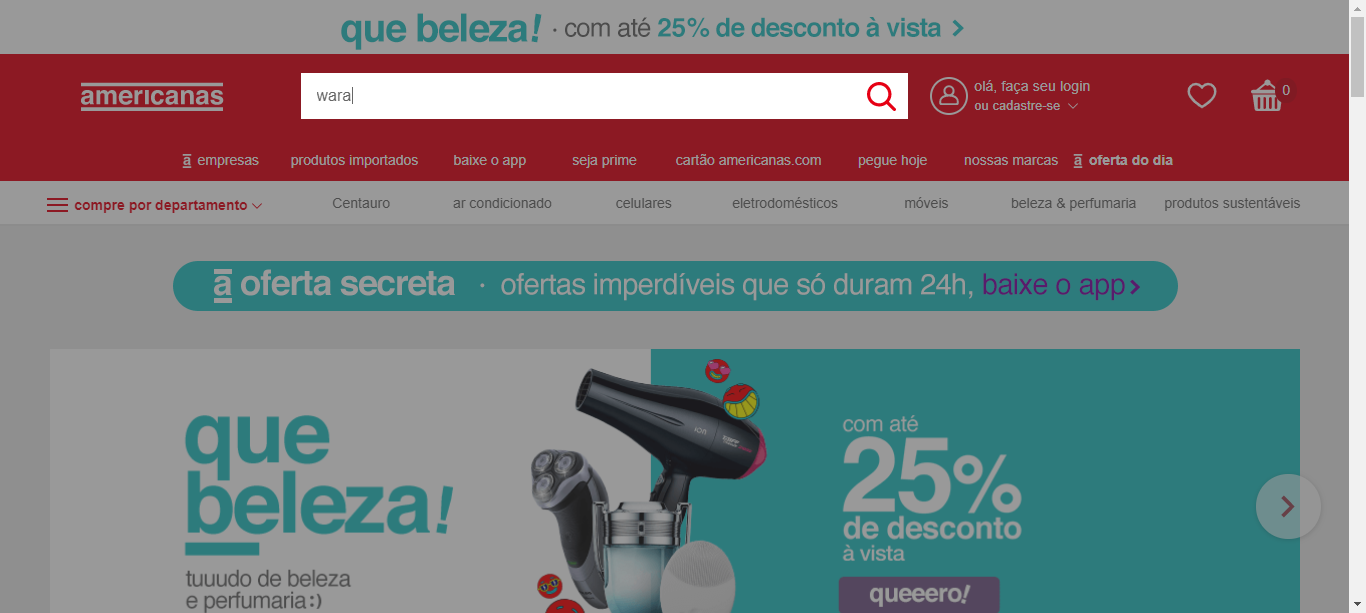 que beleza! · com até 25% de desconto à vista >
americanas
wara
olá, faça seu login
ou cadastre-se
0
a empresas produtos importados baixe o app seja prime cartão americanas.com pegue hoje nossas marcas a oferta do dia
compre por departamento Centauro ar condicionado celulares eletrodomésticos móveis beleza & perfumaria produtos sustentáveis
a oferta secreta · ofertas imperdíveis que só duram 24h, baixe o app >
que
beleza!
tuuudo de beleza
e perfumaria:)
com até
25%
de desconto
à vista
queeero!